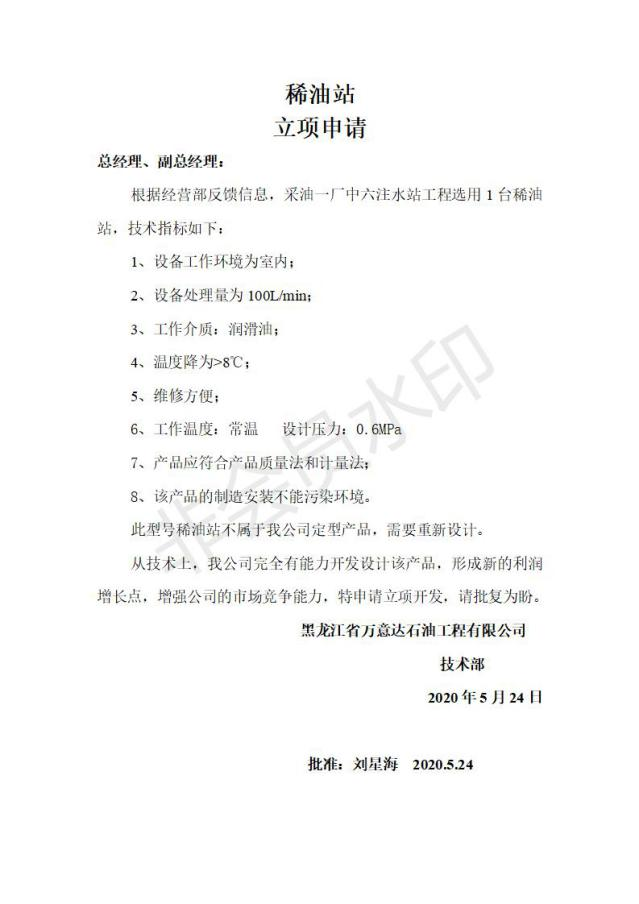 稀油站
立项申请
总经理、副总经理：
根据经营部反馈信息，采油一厂中六注水站工程选用1台稀油
站，技术指标如下：
1、设备工作环境为室内；
2、设备处理量为100L/min；
3、工作介质：润滑油；
4、温度降为>8℃；
5、维修方便；
6、工作温度：常温 设计压力：0.6MPa
7、产品应符合产品质量法和计量法；
8、该产品的制造安装不能污染环境。
此型号稀油站不属于我公司定型产品，需要重新设计。
从技术上，我公司完全有能力开发设计该产品，形成新的利润
增长点，增强公司的市场竞争能力，特申请立项开发，请批复为盼。
黑龙江省万意达石油工程有限公司
技术部
2020年5月24日
批准：刘星海 2020.5.24
非会员水印